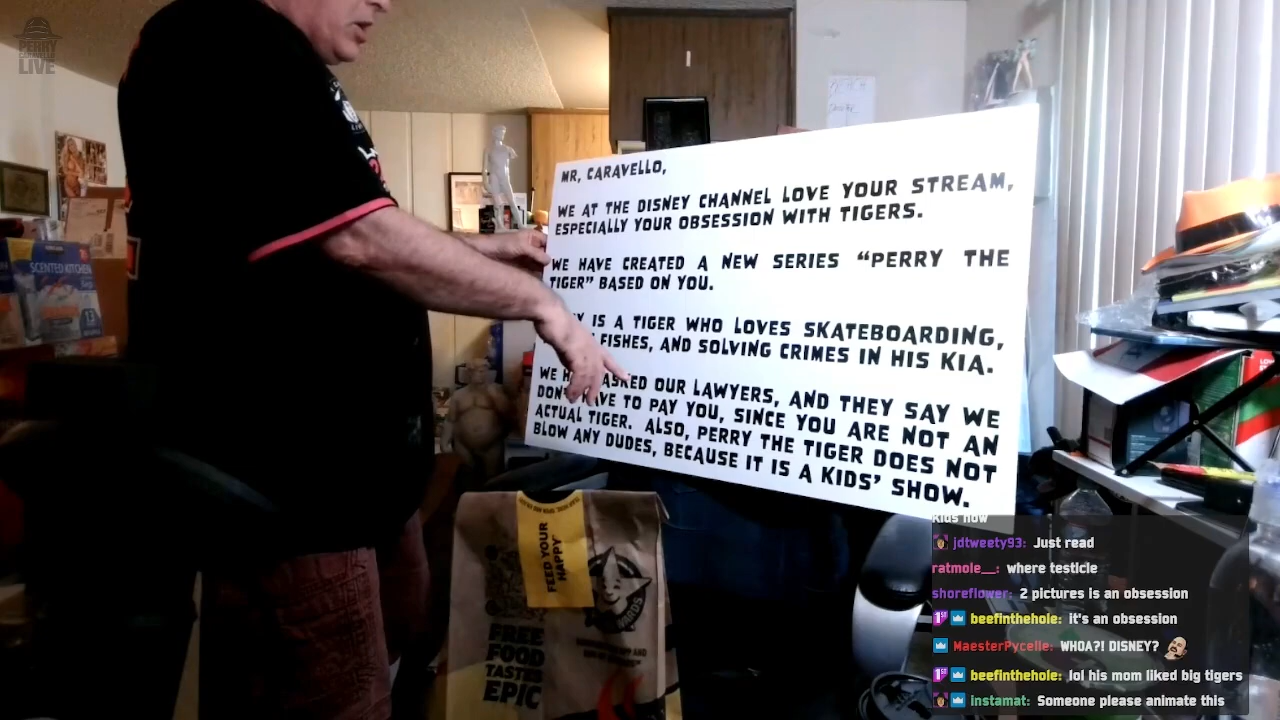 PERRY
LIVE
MR, CARAVELLO,
WE AT THE DISNEY CHANNEL LOVE YOUR STREAM,
ESPECIALLY YOUR OBSESSION WITH TIGERS.
WE HAVE CREATED A NEW SERIES “PERRY THE
TIGER” BASED ON YOU.
IS A TIGER WHO LOVES SKATEBOARDING,
FISHES, AND SOLVING CRIMES IN HIS KIA.
WE ASKED OUR LAWYERS, AND THEY SAY WE
DON'T HAVE TO PAY YOU, SINCE YOU ARE NOT AN
ACTUAL TIGER. ALSO, PERRY THE TIGER DOES NOT
BLOW ANY DUDES, BECAUSE IT IS A KIDS’ SHOW.
SCENTED KITCHEN
FEED YOUR
HAPPY
FREE
FOOD
TASTES
EPIC
Kids now
jdtweety93: Just read
ratmole__: where testicle
shoreflower: 2 pictures is an obsession
1ST beefinthehole: it's an obsession
MaesterPycelle: WHOA?! DISNEY?
1ST beefinthehole: lol his mom liked big tigers
instamat: Someone please animate this